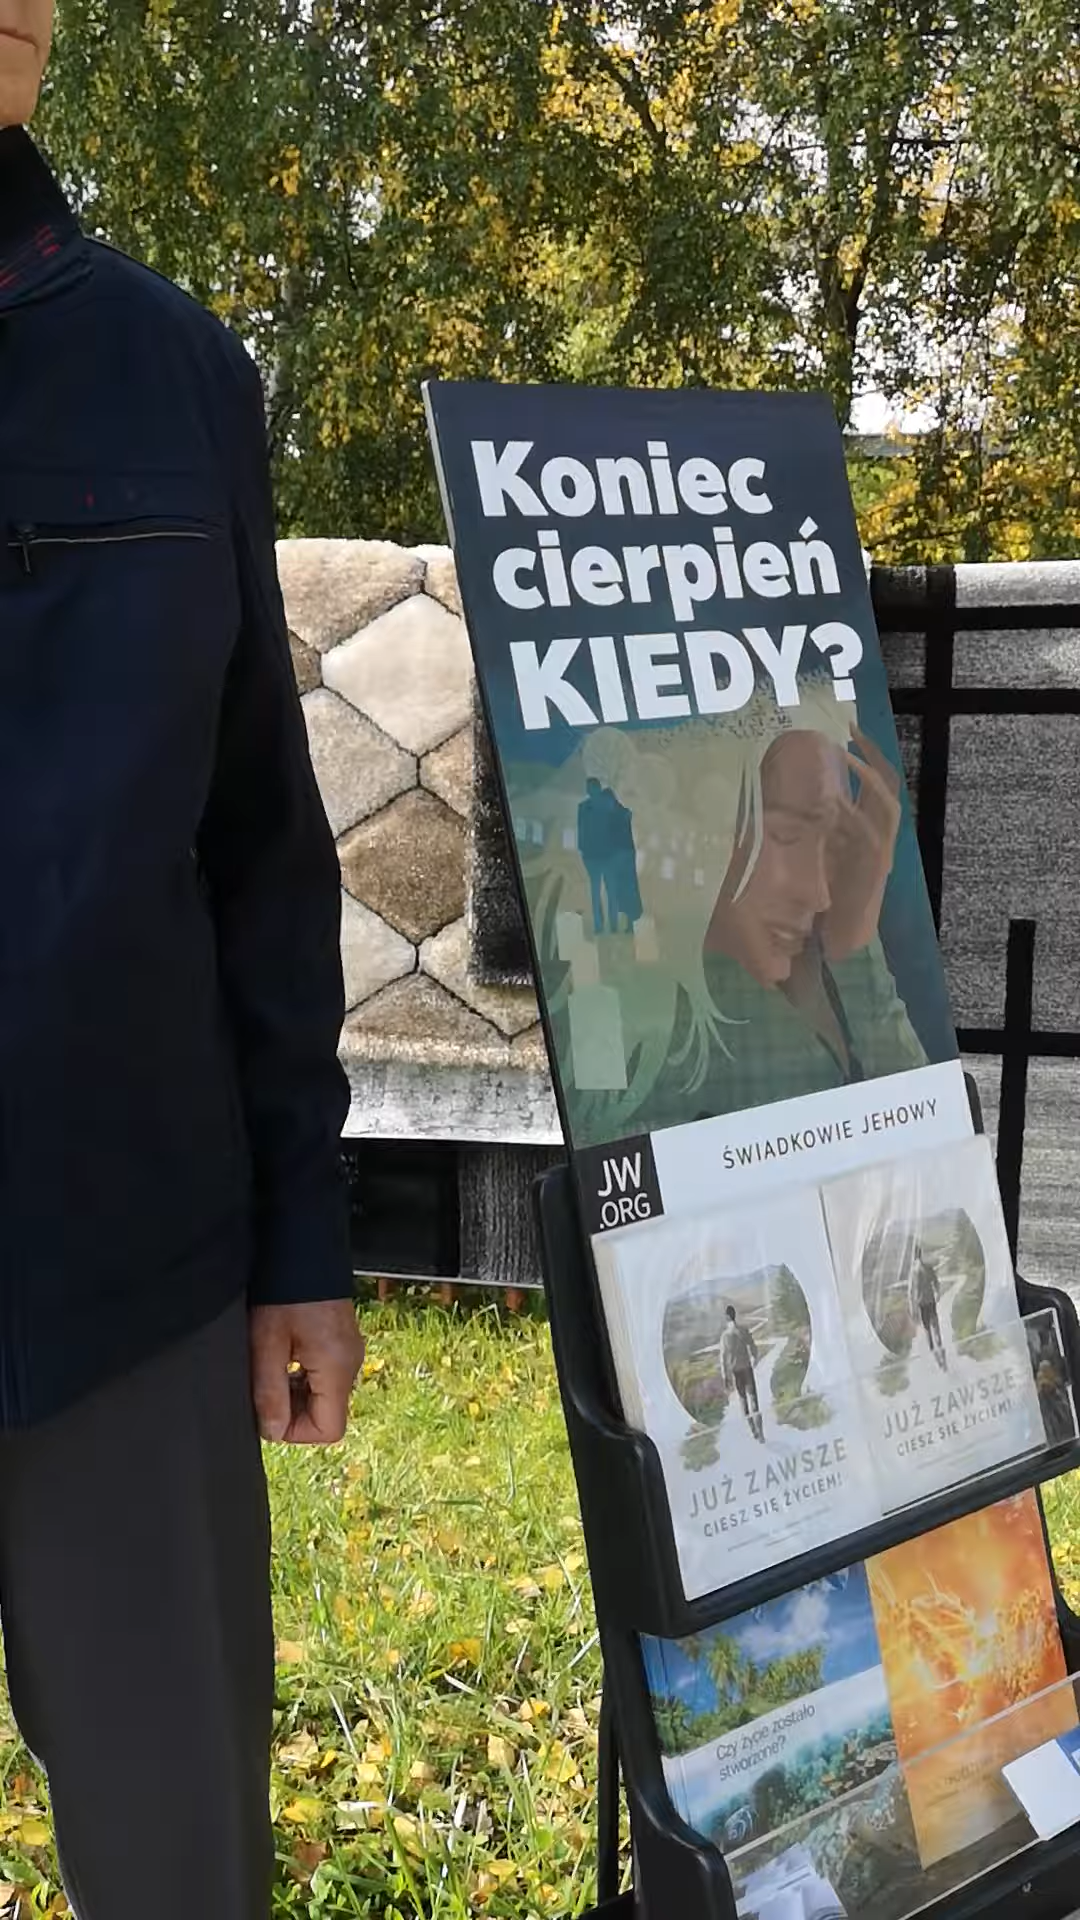 Koniec
cierpień
KIEDY?
ŚWIADKOWIE JEHOWY
JW
.ORG
JUŻ ZAWSZE
CIESZ SIĘ ŻYCIEM!
JUŻ ZAWSZE
CIESZ SIĘ ŻYCIEM!
Czy życie zostało
stworzone?